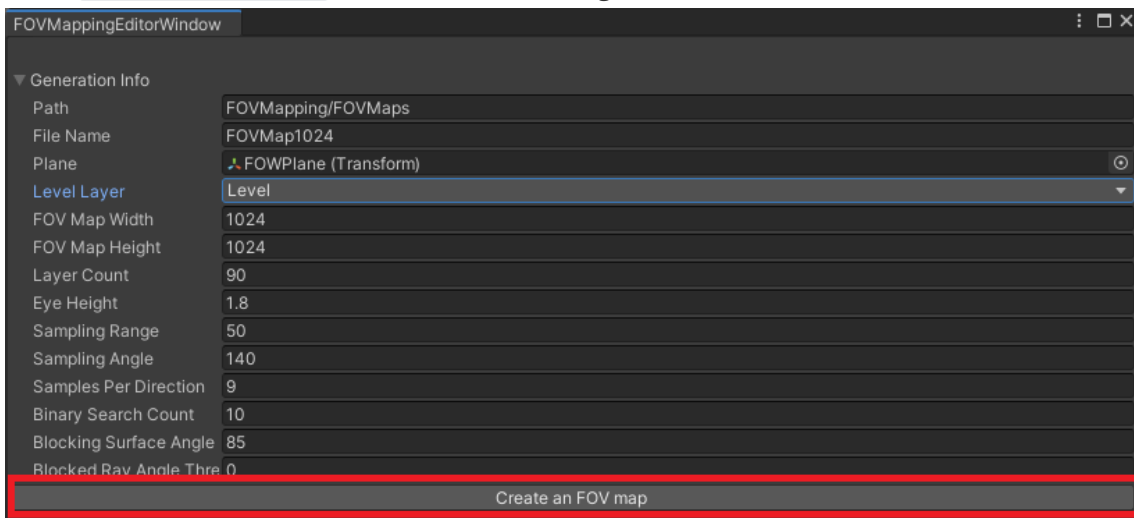 FOVMappingEditorWindow
Generation Info
Path FOVMapping/FOVMaps
File Name FOVMap1024
Plane FOWPlane (Transform)
Level Layer Level
FOV Map Width 1024
FOV Map Height 1024
Layer Count 90
Eye Height 1.8
Sampling Range 50
Sampling Angle 140
Samples Per Direction 9
Binary Search Count 10
Blocking Surface Angle 85
Blocked Ray Angle Thre 0
Create an FOV map